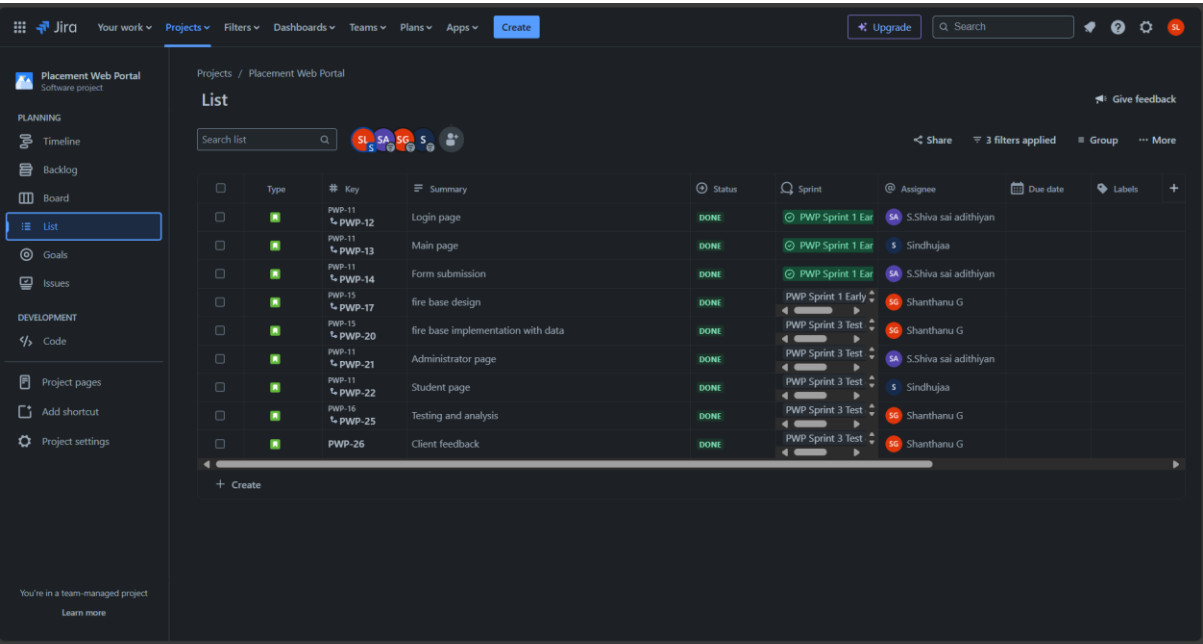 Jira Your work Projects Filters Dashboards Teams Plans Apps Create Upgrade Search SL
Placement Web Portal
Software project
PLANNING
Timeline
Backlog
Board
List
Goals
Issues
DEVELOPMENT
Code
Project pages
Add shortcut
Project settings
You're in a team-managed project
Learn more
Projects / Placement Web Portal
List
Give feedback
Search list SL S SA SG S Share 3 filters applied Group More
Type # Key Summary Status Sprint Assignee Due date Labels +
PWP-11
PWP-12 Login page DONE PWP Sprint 1 Ear SA S.Shiva sai adithiyan
PWP-11
PWP-13 Main page DONE PWP Sprint 1 Ear S Sindhujaa
PWP-11
PWP-14 Form submission DONE PWP Sprint 1 Ear SA S.Shiva sai adithiyan
PWP-15
PWP-17 fire base design DONE PWP Sprint 1 Early SG Shanthanu G
PWP-15
PWP-20 fire base implementation with data DONE PWP Sprint 3 Test SG Shanthanu G
PWP-11
PWP-21 Administrator page DONE PWP Sprint 3 Test SA S.Shiva sai adithiyan
PWP-11
PWP-22 Student page DONE PWP Sprint 3 Test S Sindhujaa
PWP-16
PWP-25 Testing and analysis DONE PWP Sprint 3 Test SG Shanthanu G
PWP-26 Client feedback DONE PWP Sprint 3 Test SG Shanthanu G
+ Create